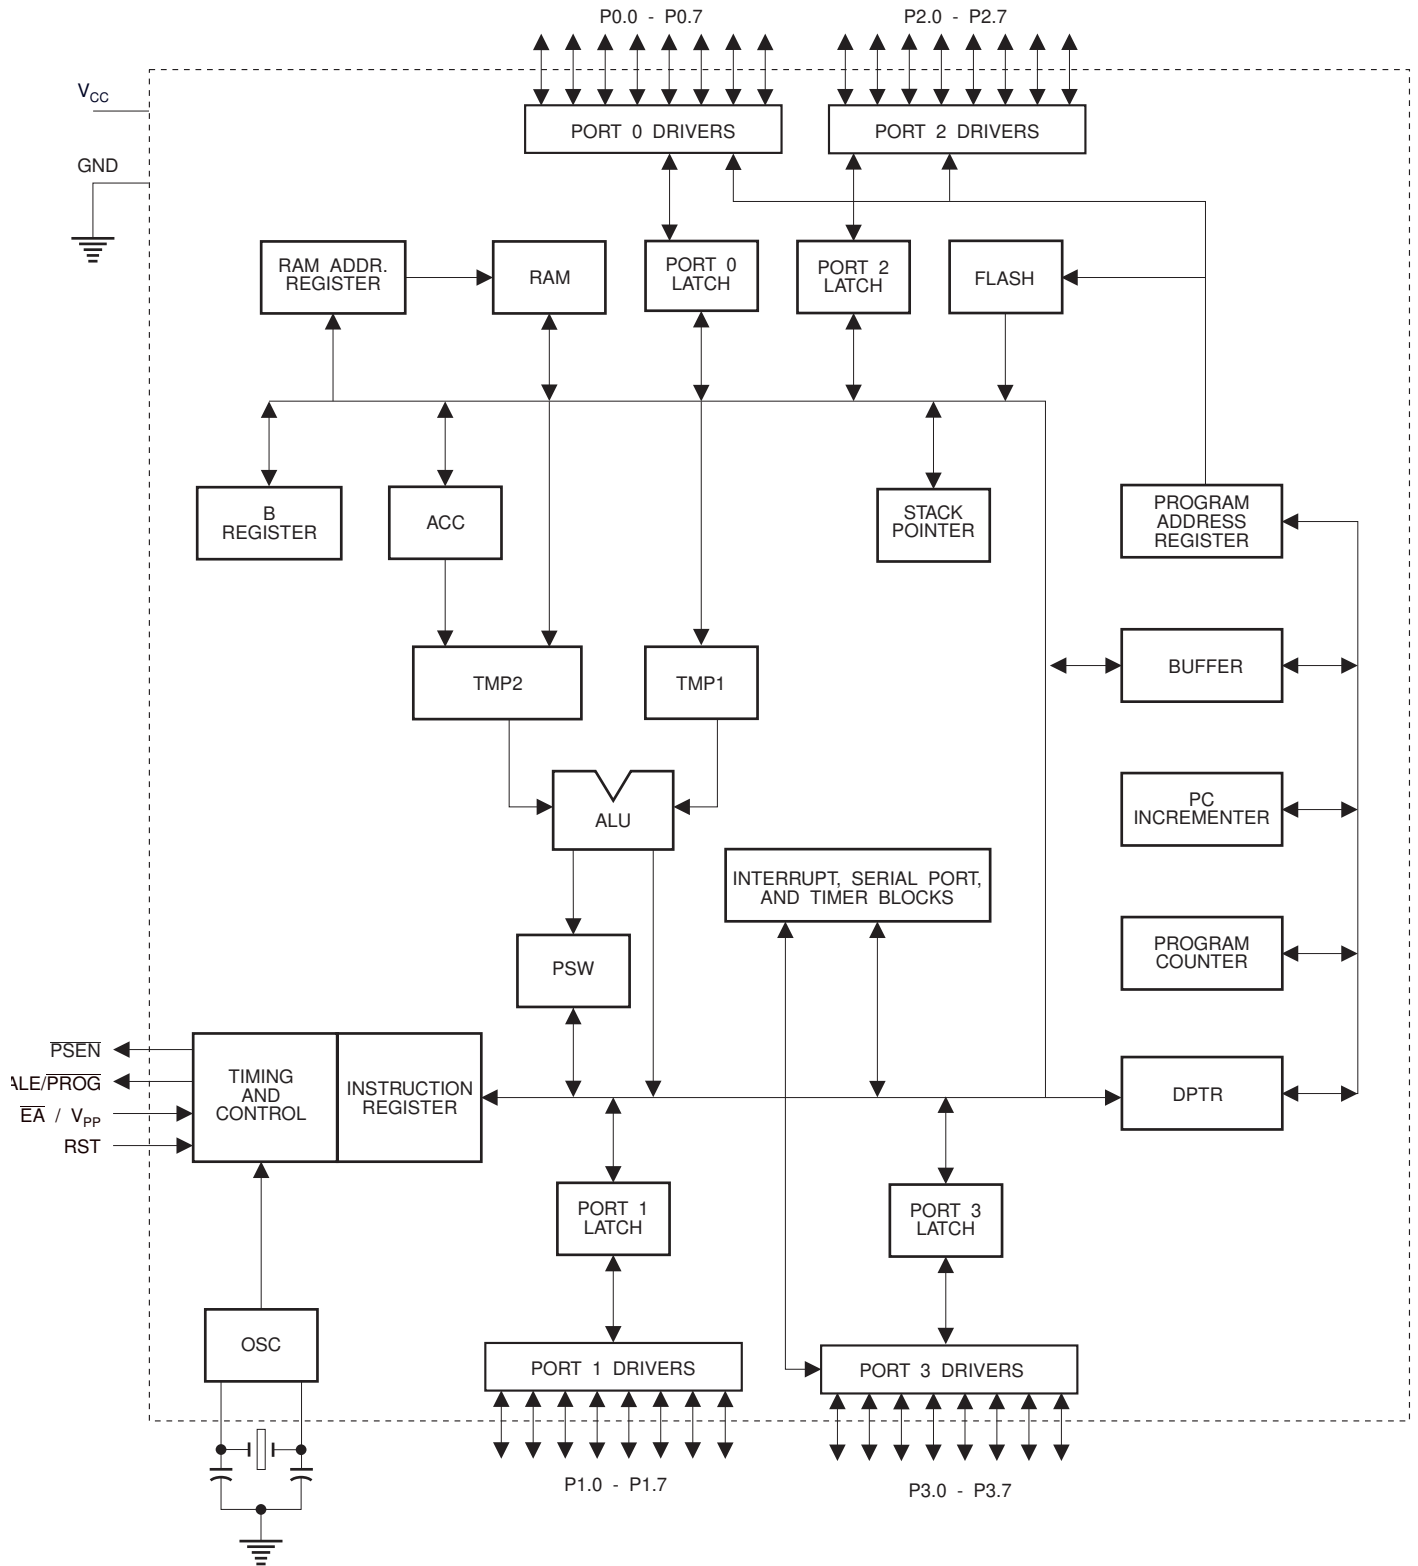 P0.0 - P0.7
P2.0 - P2.7
VCC
PORT 0 DRIVERS
PORT 2 DRIVERS
GND
RAM ADDR.
REGISTER
RAM
PORT 0
LATCH
PORT 2
LATCH
FLASH
B
REGISTER
ACC
STACK
POINTER
PROGRAM
ADDRESS
REGISTER
TMP2
TMP1
BUFFER
ALU
PC
INCREMENTER
INTERRUPT, SERIAL PORT,
AND TIMER BLOCKS
PSW
PROGRAM
COUNTER
PSEN
ALE/PROG
EA / VPP
RST
TIMING
AND
CONTROL
INSTRUCTION
REGISTER
DPTR
PORT 1
LATCH
PORT 3
LATCH
OSC
PORT 1 DRIVERS
PORT 3 DRIVERS
P1.0 - P1.7
P3.0 - P3.7